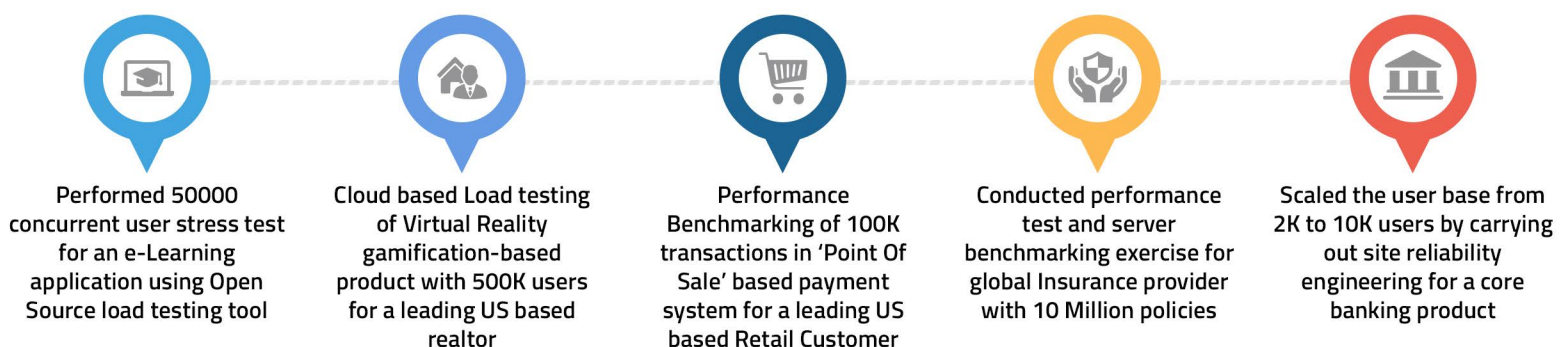 Performed 50000
concurrent user stress test
for an e-Learning
application using Open
Source load testing tool
Cloud based Load testing
of Virtual Reality
gamification-based
product with 500K users
for a leading US based
realtor
Performance
Benchmarking of 100K
transactions in ‘Point Of
Sale’ based payment
system for a leading US
based Retail Customer
Conducted performance
test and server
benchmarking exercise for
global Insurance provider
with 10 Million policies
Scaled the user base from
2K to 10K users by carrying
out site reliability
engineering for a core
banking product